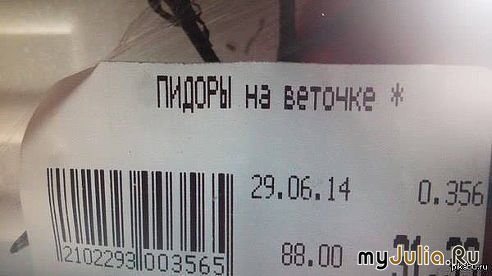 ПИДОРЫ на веточке *
29.06.14 0.356
2102293 003565
88.00
myJulia.Ru